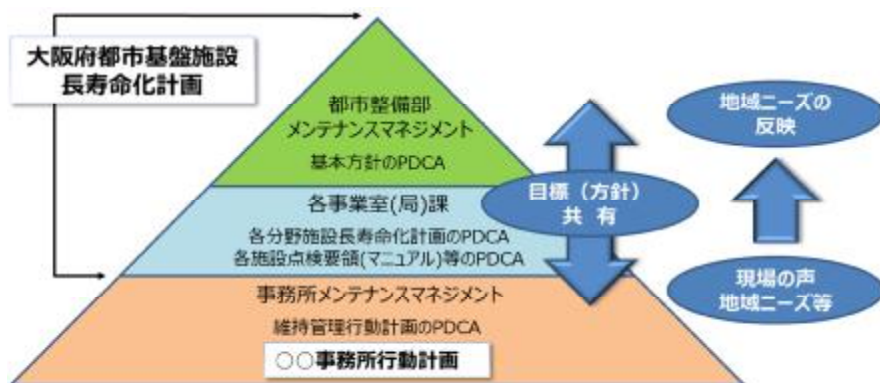 大阪府都市基盤施設
長寿命化計画
都市整備部
メンテナンスマネジメント
基本方針のPDCA
各事業室(局)課
各分野施設長寿命化計画のPDCA
各施設点検要領(マニュアル)等のPDCA
事務所メンテナンスマネジメント
維持管理行動計画のPDCA
○○事務所行動計画
目標（方針）
共 有
地域ニーズの
反映
現場の声
地域ニーズ等